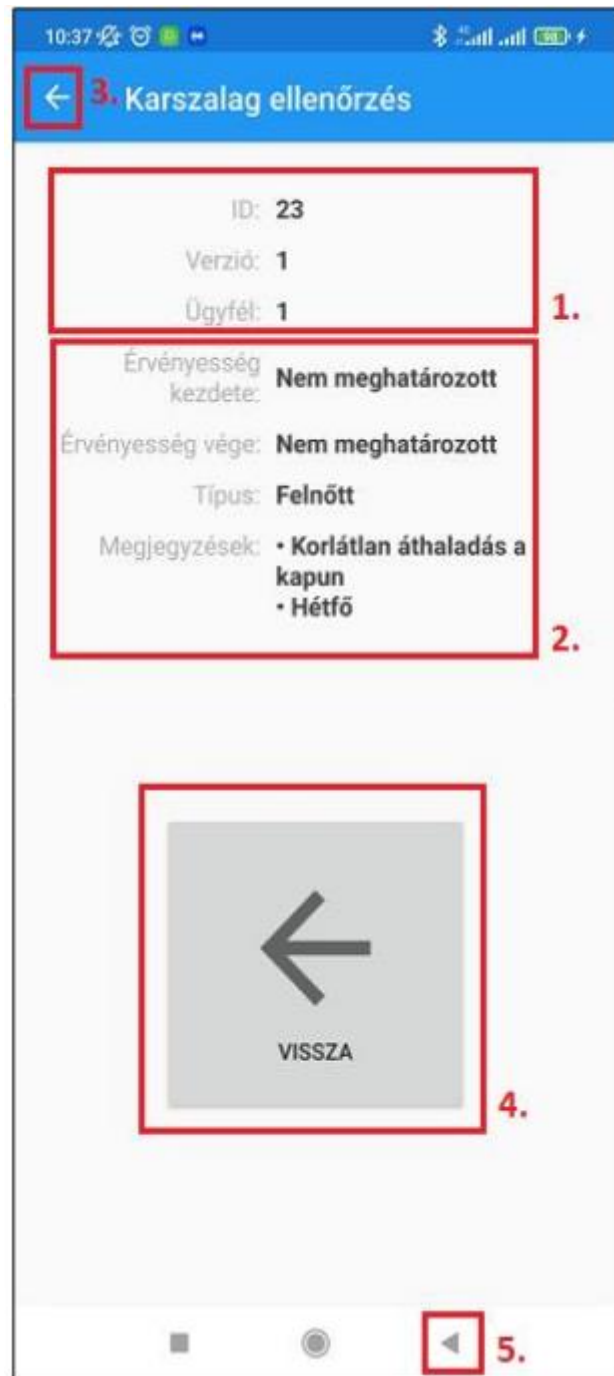 10:37
98
3. Karszalag ellenőrzés
ID: 23
Verzió: 1
Ügyfél: 1
1.
Érvényesség
kezdete: Nem meghatározott
Érvényesség vége: Nem meghatározott
Típus: Felnőtt
Megjegyzések: • Korlátlan áthaladás a
kapun
• Hétfő
2.
VISSZA
4.
5.